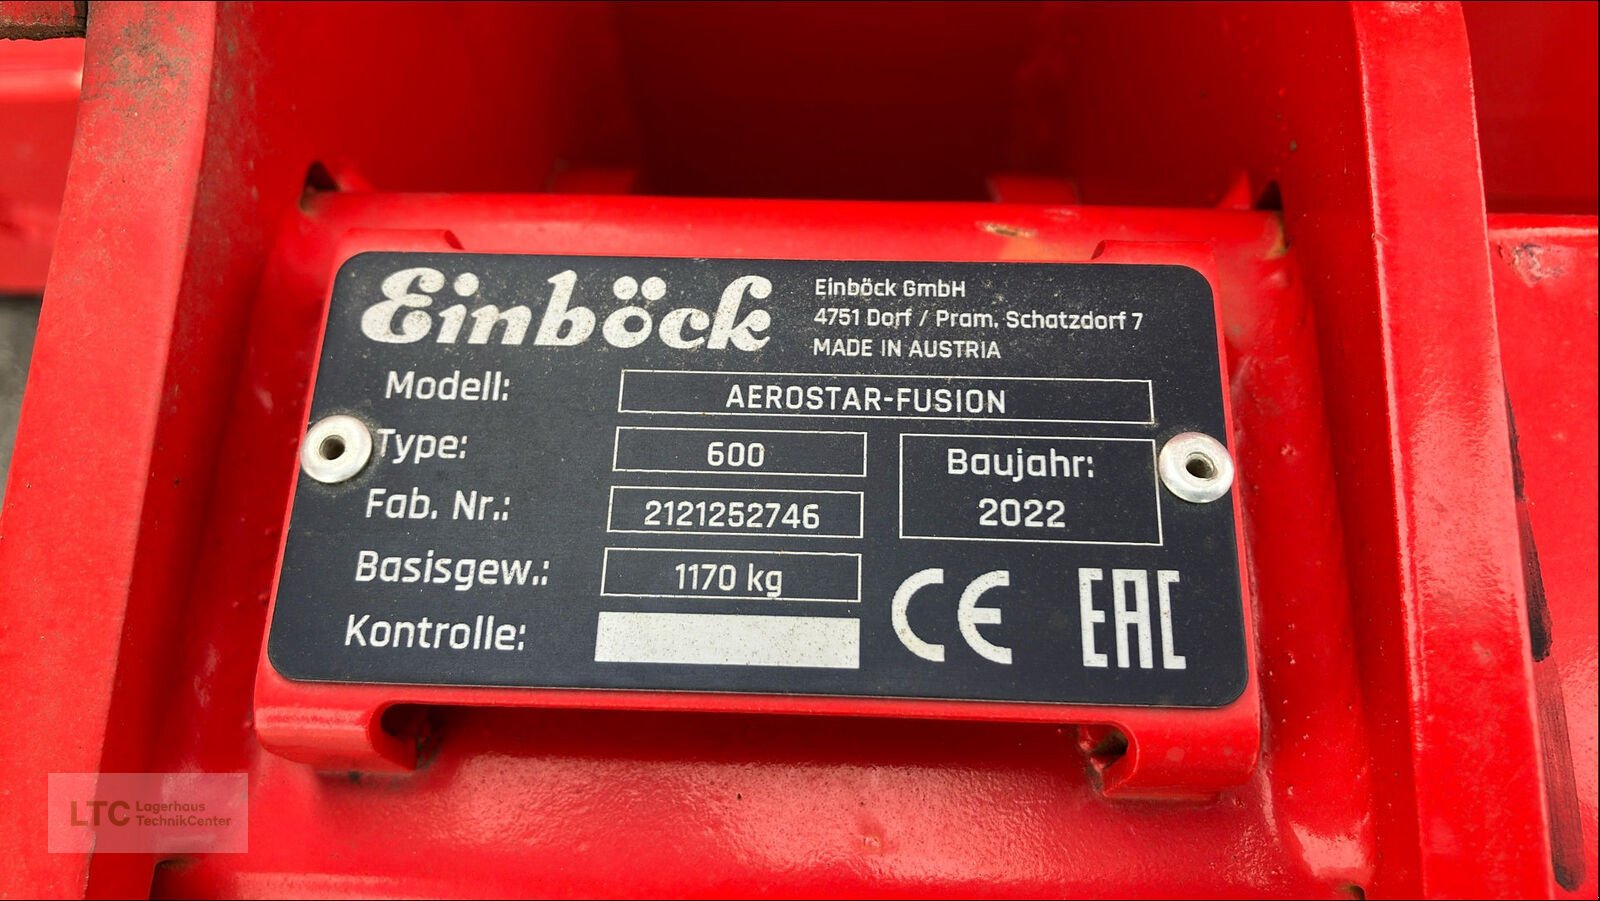 Einböck
Einböck GmbH
4751 Dorf / Pram, Schatzdorf 7
MADE IN AUSTRIA
Modell: AEROSTAR-FUSION
Type: 600
Baujahr:
2022
Fab. Nr.: 2121252746
Basisgew.: 1170 kg
Kontrolle:
CE EAC
LTC Lagerhaus
TechnikCenter